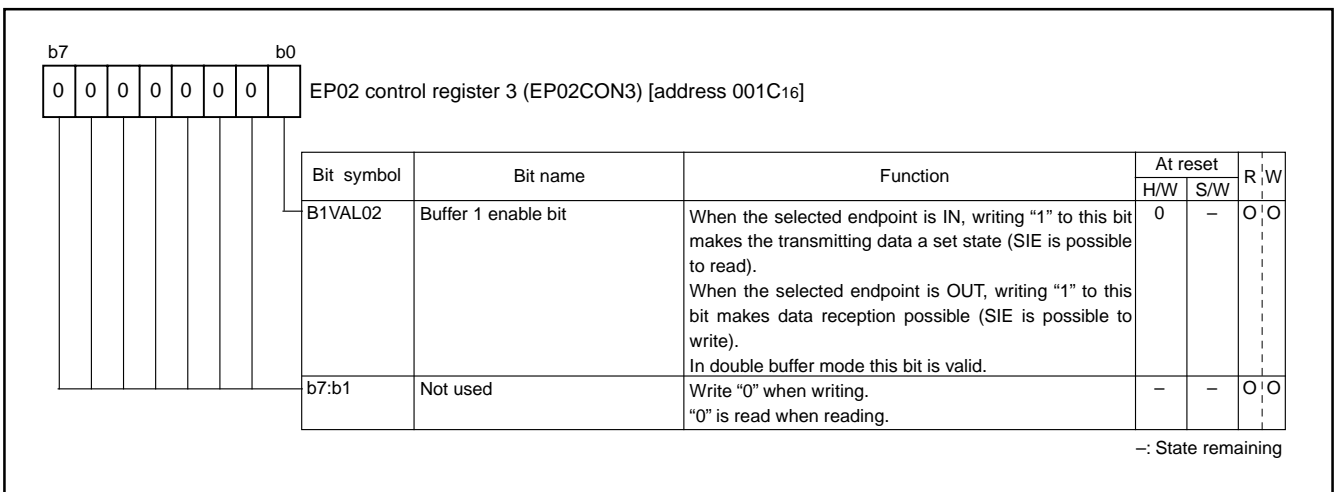 b7 b0
0 0 0 0 0 0 0
EP02 control register 3 (EP02CON3) [address 001C16]
Bit symbol Bit name Function At reset R W
H/W S/W
B1VAL02 Buffer 1 enable bit When the selected endpoint is IN, writing “1” to this bit 0 – O O
makes the transmitting data a set state (SIE is possible
to read).
When the selected endpoint is OUT, writing “1” to this
bit makes data reception possible (SIE is possible to
write).
In double buffer mode this bit is valid.
b7:b1 Not used Write “0” when writing. – – O O
“0” is read when reading.
–: State remaining